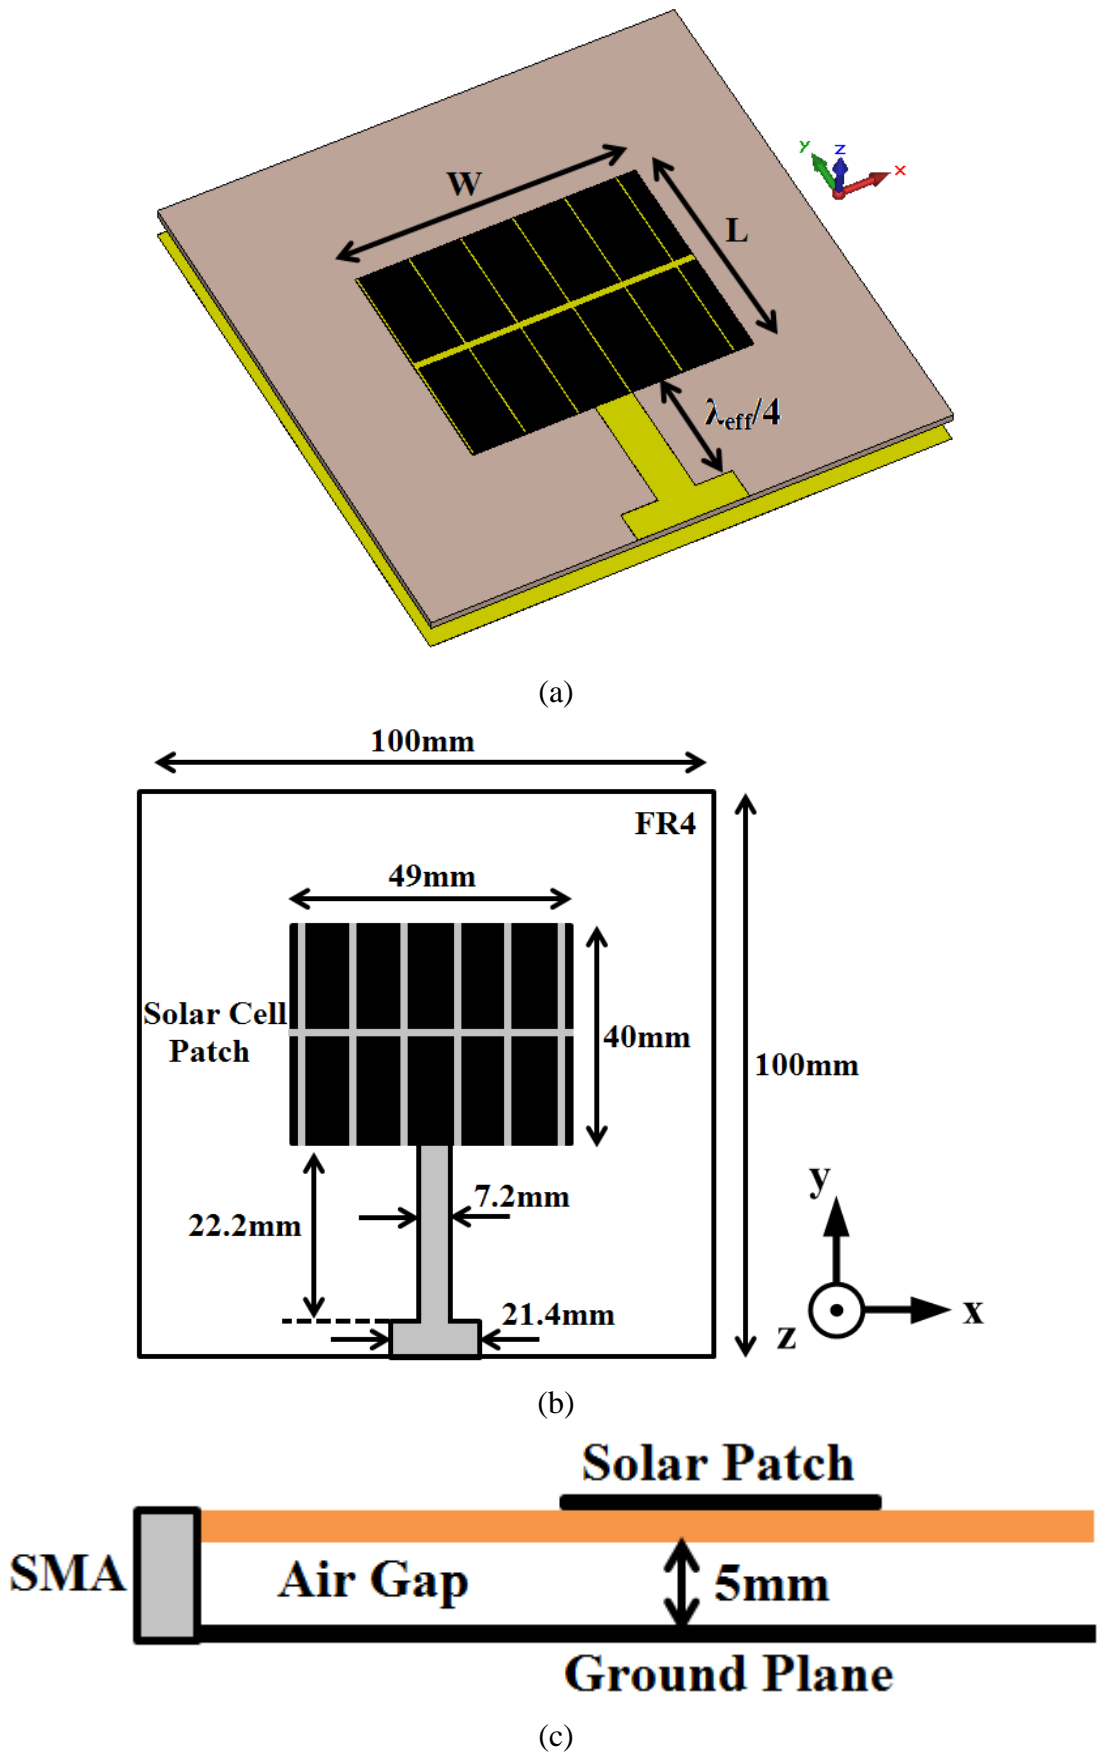 y
z
x
W
L
λeff/4
(a)
100mm
FR4
49mm
Solar Cell
Patch
40mm
100mm
7.2mm
22.2mm
21.4mm
y
x
z
(b)
Solar Patch
SMA
Air Gap
5mm
Ground Plane
(c)